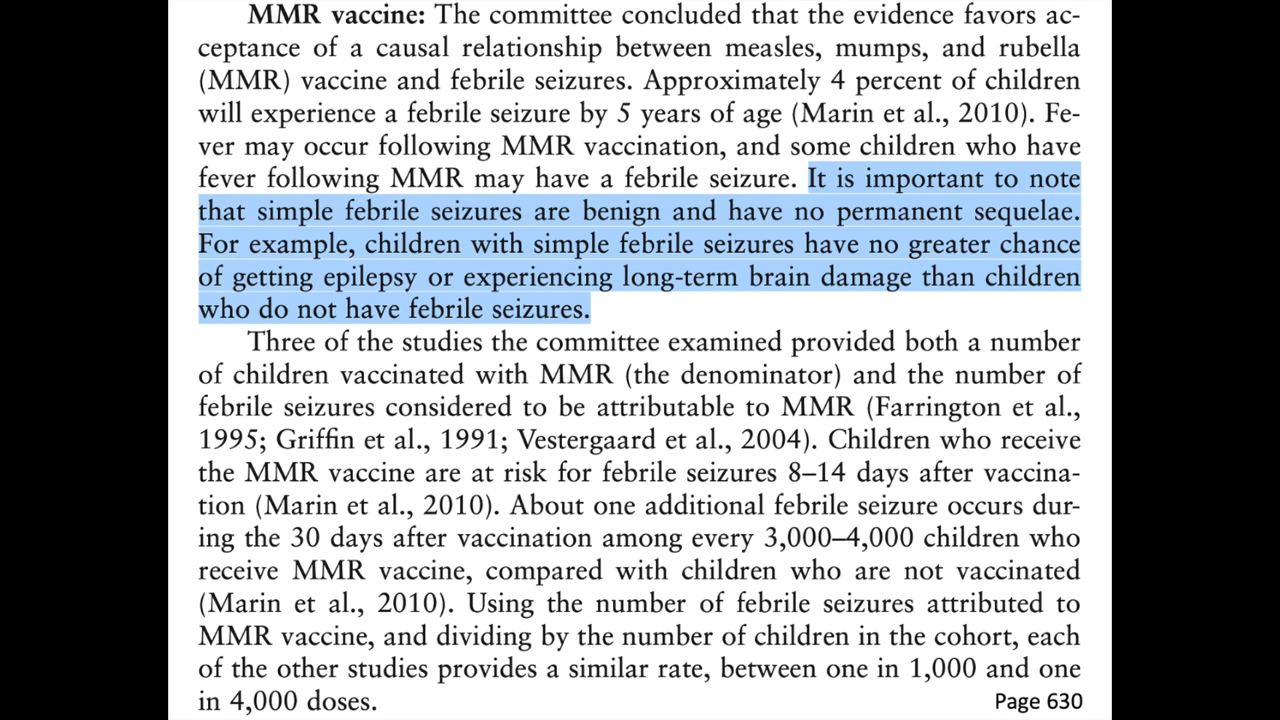 MMR vaccine: The committee concluded that the evidence favors ac-
ceptance of a causal relationship between measles, mumps, and rubella
(MMR) vaccine and febrile seizures. Approximately 4 percent of children
will experience a febrile seizure by 5 years of age (Marin et al., 2010). Fe-
ver may occur following MMR vaccination, and some children who have
fever following MMR may have a febrile seizure. It is important to note
that simple febrile seizures are benign and have no permanent sequelae.
For example, children with simple febrile seizures have no greater chance
of getting epilepsy or experiencing long-term brain damage than children
who do not have febrile seizures.
Three of the studies the committee examined provided both a number
of children vaccinated with MMR (the denominator) and the number of
febrile seizures considered to be attributable to MMR (Farrington et al.,
1995; Griffin et al., 1991; Vestergaard et al., 2004). Children who receive
the MMR vaccine are at risk for febrile seizures 8–14 days after vaccina-
tion (Marin et al., 2010). About one additional febrile seizure occurs dur-
ing the 30 days after vaccination among every 3,000–4,000 children who
receive MMR vaccine, compared with children who are not vaccinated
(Marin et al., 2010). Using the number of febrile seizures attributed to
MMR vaccine, and dividing by the number of children in the cohort, each
of the other studies provides a similar rate, between one in 1,000 and one
in 4,000 doses.
Page 630